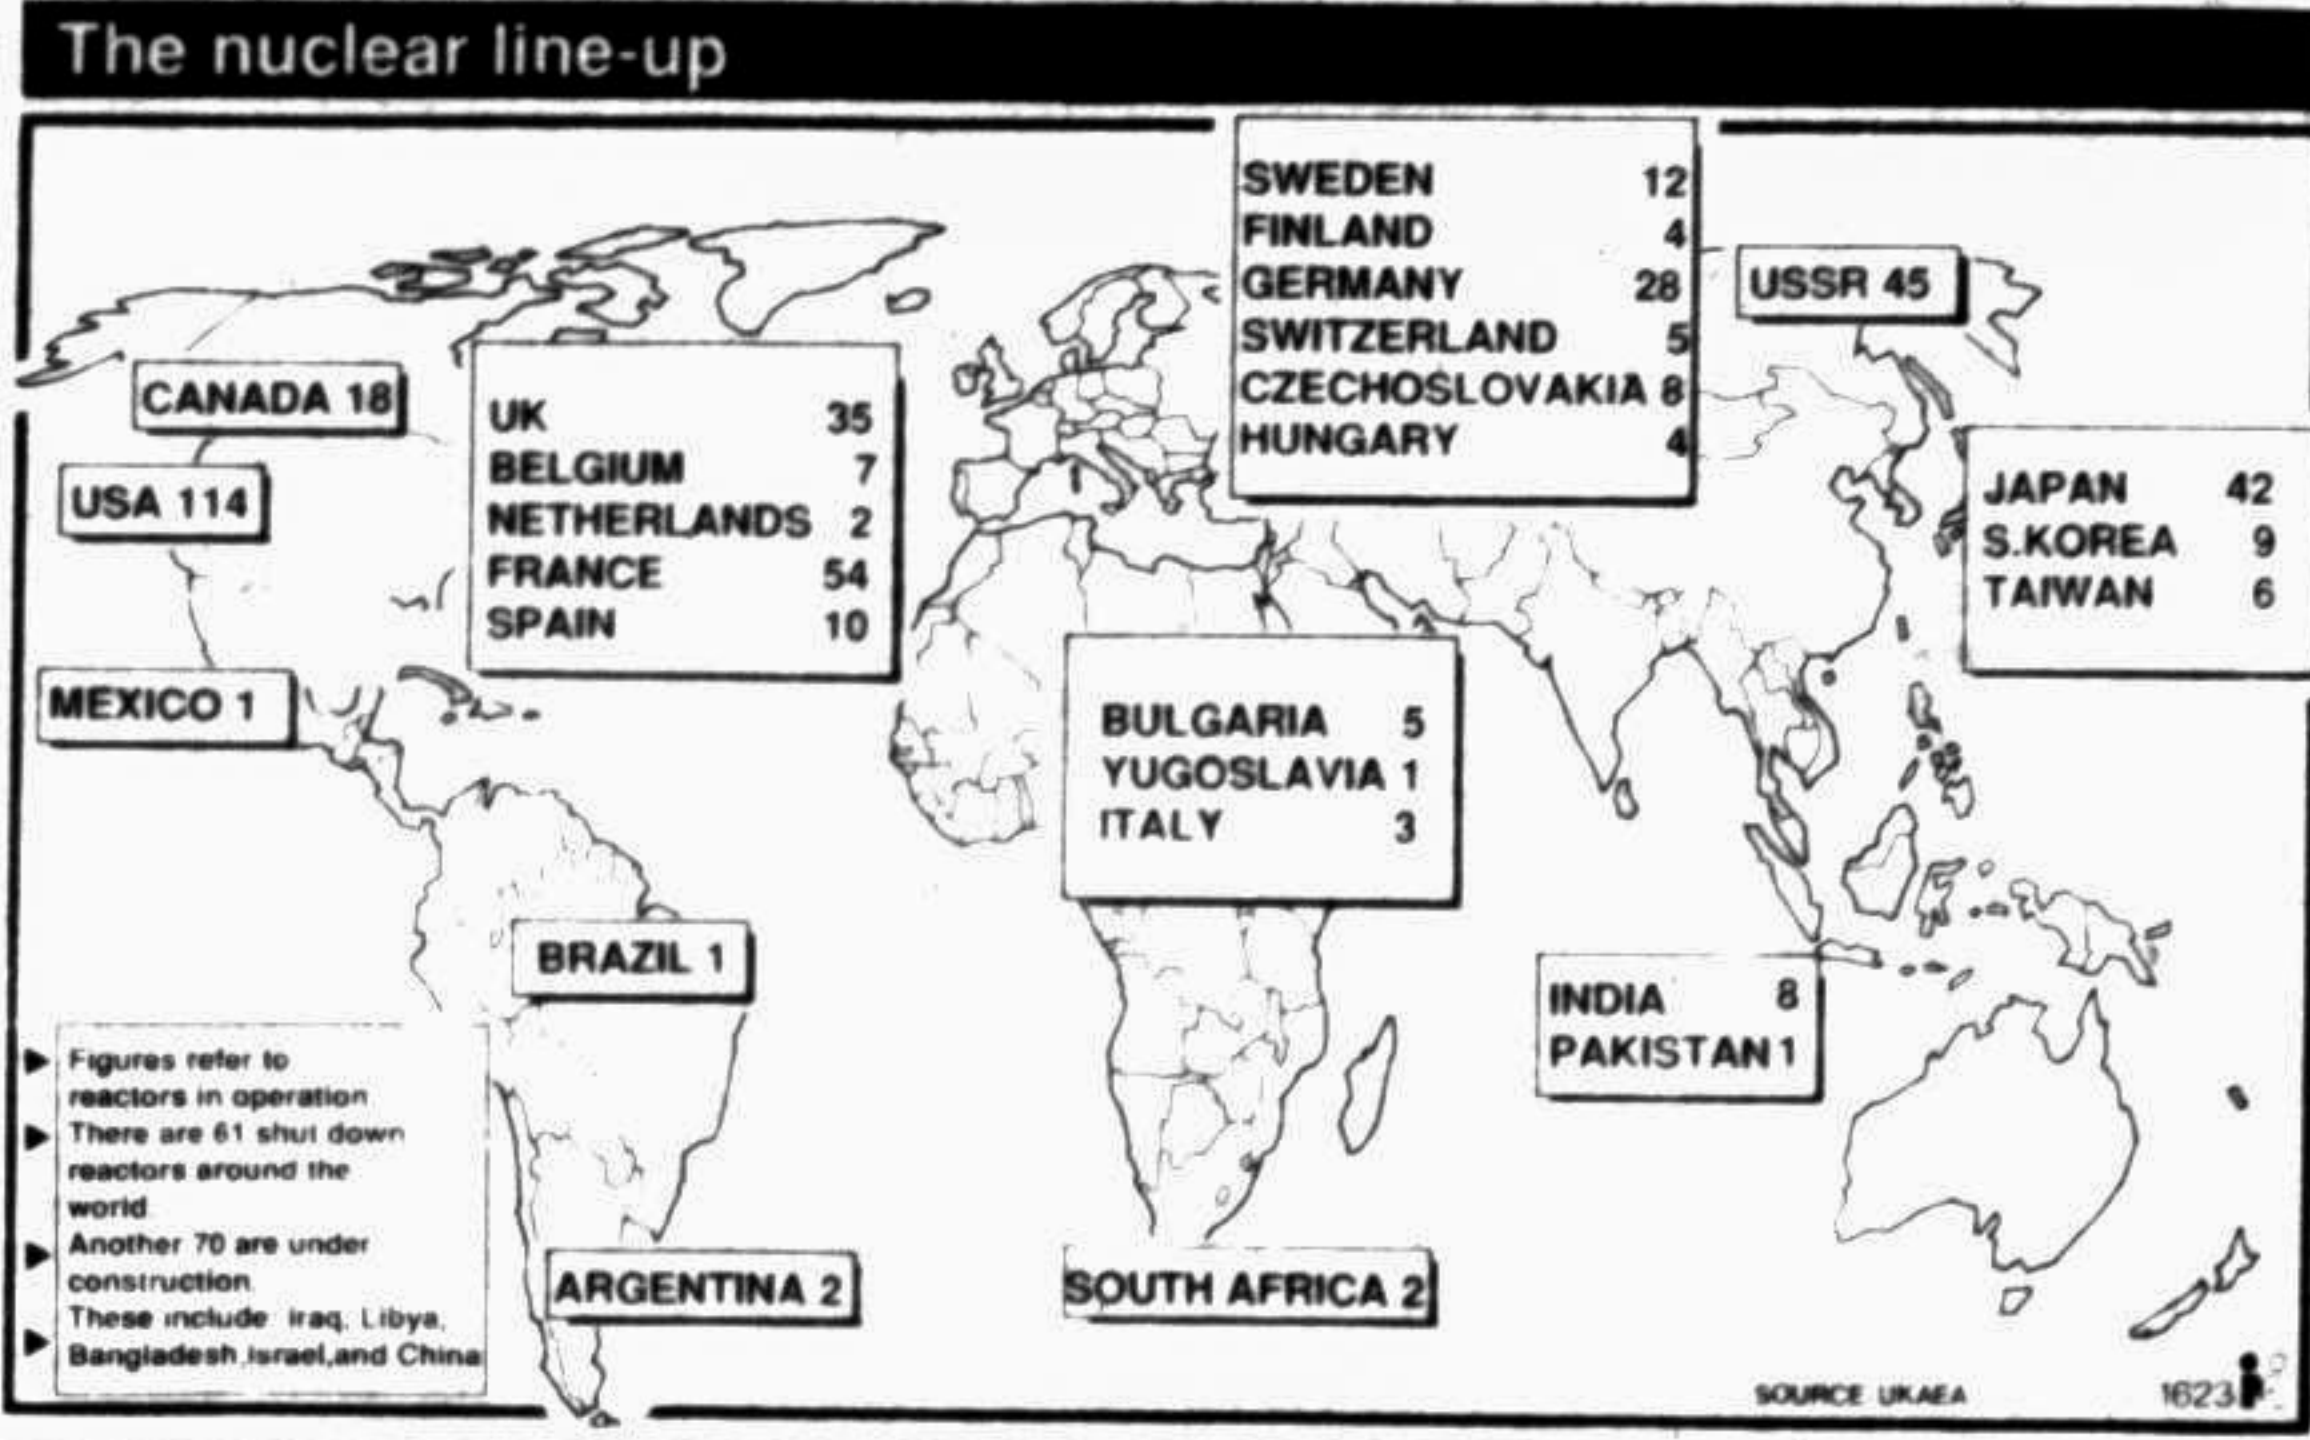 The nuclear line-up
SWEDEN 12
FINLAND 4
GERMANY 28
SWITZERLAND 5
CZECHOSLOVAKIA 8
HUNGARY 4
USSR 45
CANADA 18
USA 114
MEXICO 1
UK 35
BELGIUM 7
NETHERLANDS 2
FRANCE 54
SPAIN 10
JAPAN 42
S.KOREA 9
TAIWAN 6
BULGARIA 5
YUGOSLAVIA 1
ITALY 3
BRAZIL 1
INDIA 8
PAKISTAN 1
ARGENTINA 2
SOUTH AFRICA 2
Figures refer to
reactors in operation
There are 61 shut down
reactors around the
world
Another 70 are under
construction.
These include Iraq, Libya,
Bangladesh,Israel,and China
SOURCE UKAEA
1623